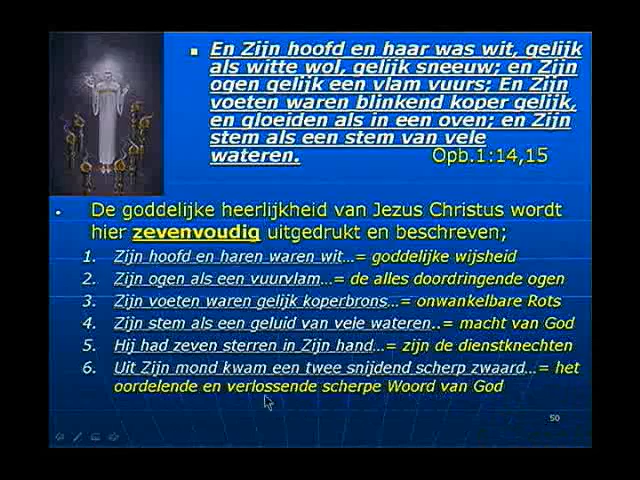 En Zijn hoofd en haar was wit, gelijk
als witte wol, gelijk sneeuw; en Zijn
ogen gelijk een vlam vuurs; En Zijn
voeten waren blinkend koper gelijk,
en gloeiden als in een oven; en Zijn
stem als een stem van vele
wateren. Opb.1:14,15
De goddelijke heerlijkheid van Jezus Christus wordt
hier zevenvoudig uitgedrukt en beschreven;
1. Zijn hoofd en haren waren wit...= goddelijke wijsheid
2. Zijn ogen als een vuurvlam...= de alles doordringende ogen
3. Zijn voeten waren gelijk koperbrons...= onwankelbare Rots
4. Zijn stem als een geluid van vele wateren..= macht van God
5. Hij had zeven sterren in Zijn hand...= zijn de dienstknechten
6. Uit Zijn mond kwam een twee snijdend scherp zwaard...= het
oordelende en verlossende scherpe Woord van God
50